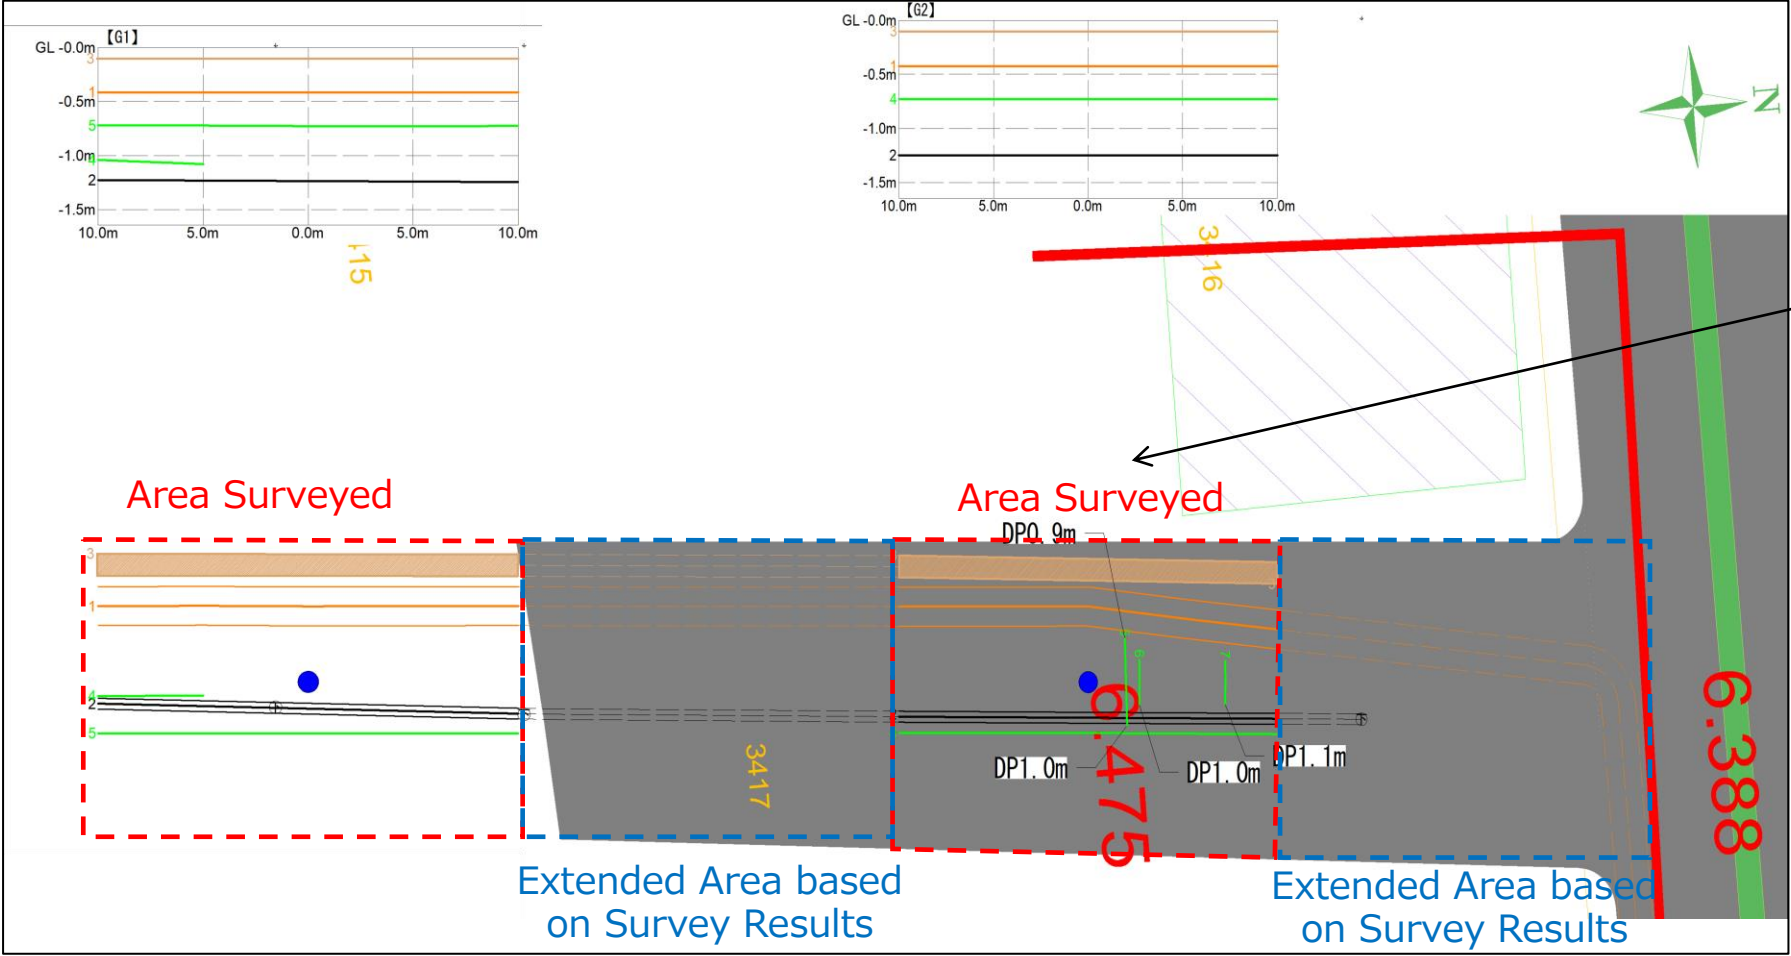 【G1】
GL -0.0m
3
1
-0.5m
5
-1.0m
4
2
-1.5m
10.0m 5.0m 0.0m 5.0m 10.0m
【G2】
GL -0.0m
3
1
-0.5m
4
-1.0m
2
-1.5m
10.0m 5.0m 0.0m 5.0m 10.0m
N
3416
Area Surveyed
Area Surveyed
DP0.9m
3
1
4
2
5
6
7
6.475
6.388
3417
DP1.0m
DP1.0m
DP1.1m
Extended Area based
on Survey Results
Extended Area based
on Survey Results